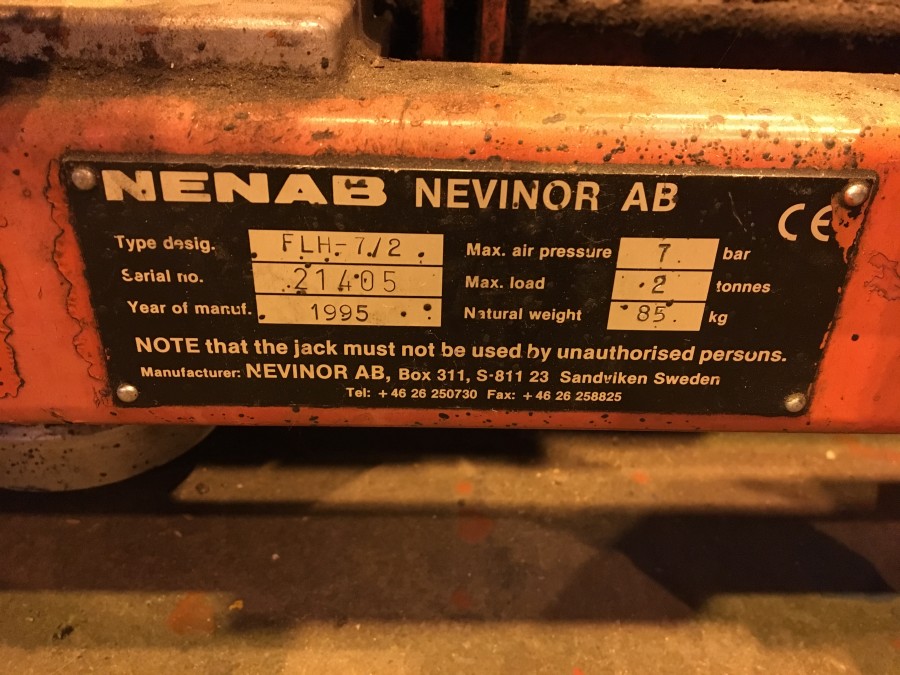 NENAB NEVINOR AB
CE
Type desig. FLH-7/2 Max. air pressure 7 bar
Serial no. 21405 Max. load 2 tonnes
Year of manuf. 1995 Natural weight 85 kg
NOTE that the jack must not be used by unauthorised persons.
Manufacturer: NEVINOR AB, Box 311, S-811 23 Sandviken Sweden
Tel: +46 26 250730 Fax: +46 26 258825